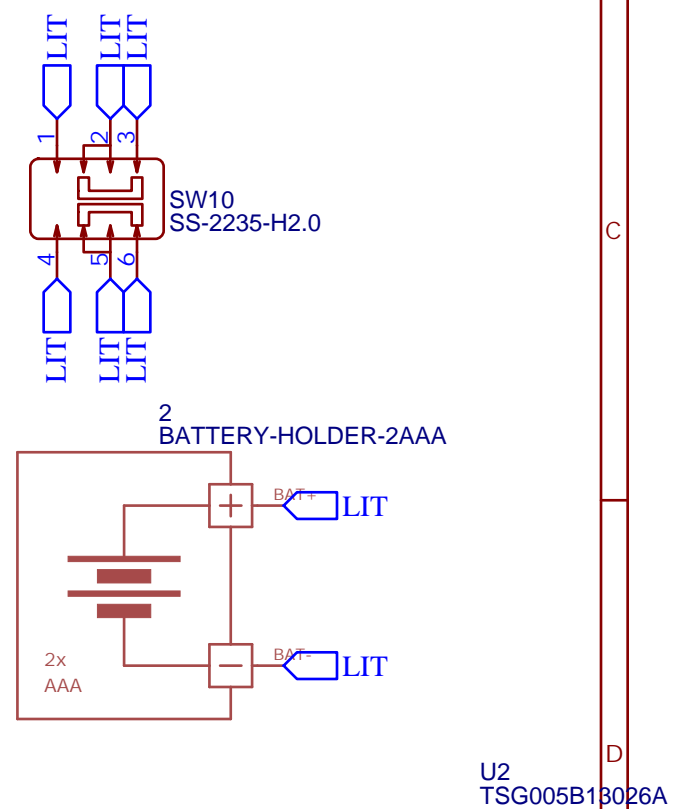 LIT
LIT
LIT
1
2
3
SW10
SS-2235-H2.0
C
4
5
6
LIT
LIT
LIT
2
BATTERY-HOLDER-2AAA
BAT+
LIT
2x
AAA
BAT-
LIT
D
U2
TSG005B13026A